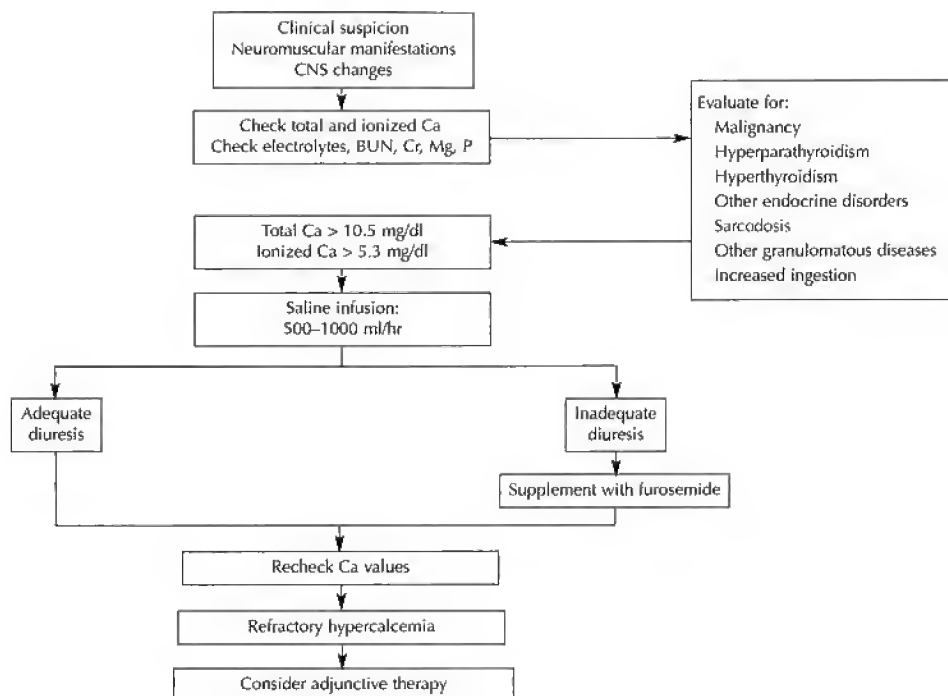 Clinical suspicion
Neuromuscular manifestations
CNS changes
Check total and ionized Ca
Check electrolytes, BUN, Cr, Mg, P
Evaluate for:
Malignancy
Hyperparathyroidism
Hyperthyroidism
Other endocrine disorders
Sarcodosis
Other granulomatous diseases
Increased ingestion
Total Ca > 10.5 mg/dl
Ionized Ca > 5.3 mg/dl
Saline infusion:
500–1000 ml/hr
Adequate
diuresis
Inadequate
diuresis
Supplement with furosemide
Recheck Ca values
Refractory hypercalcemia
Consider adjunctive therapy